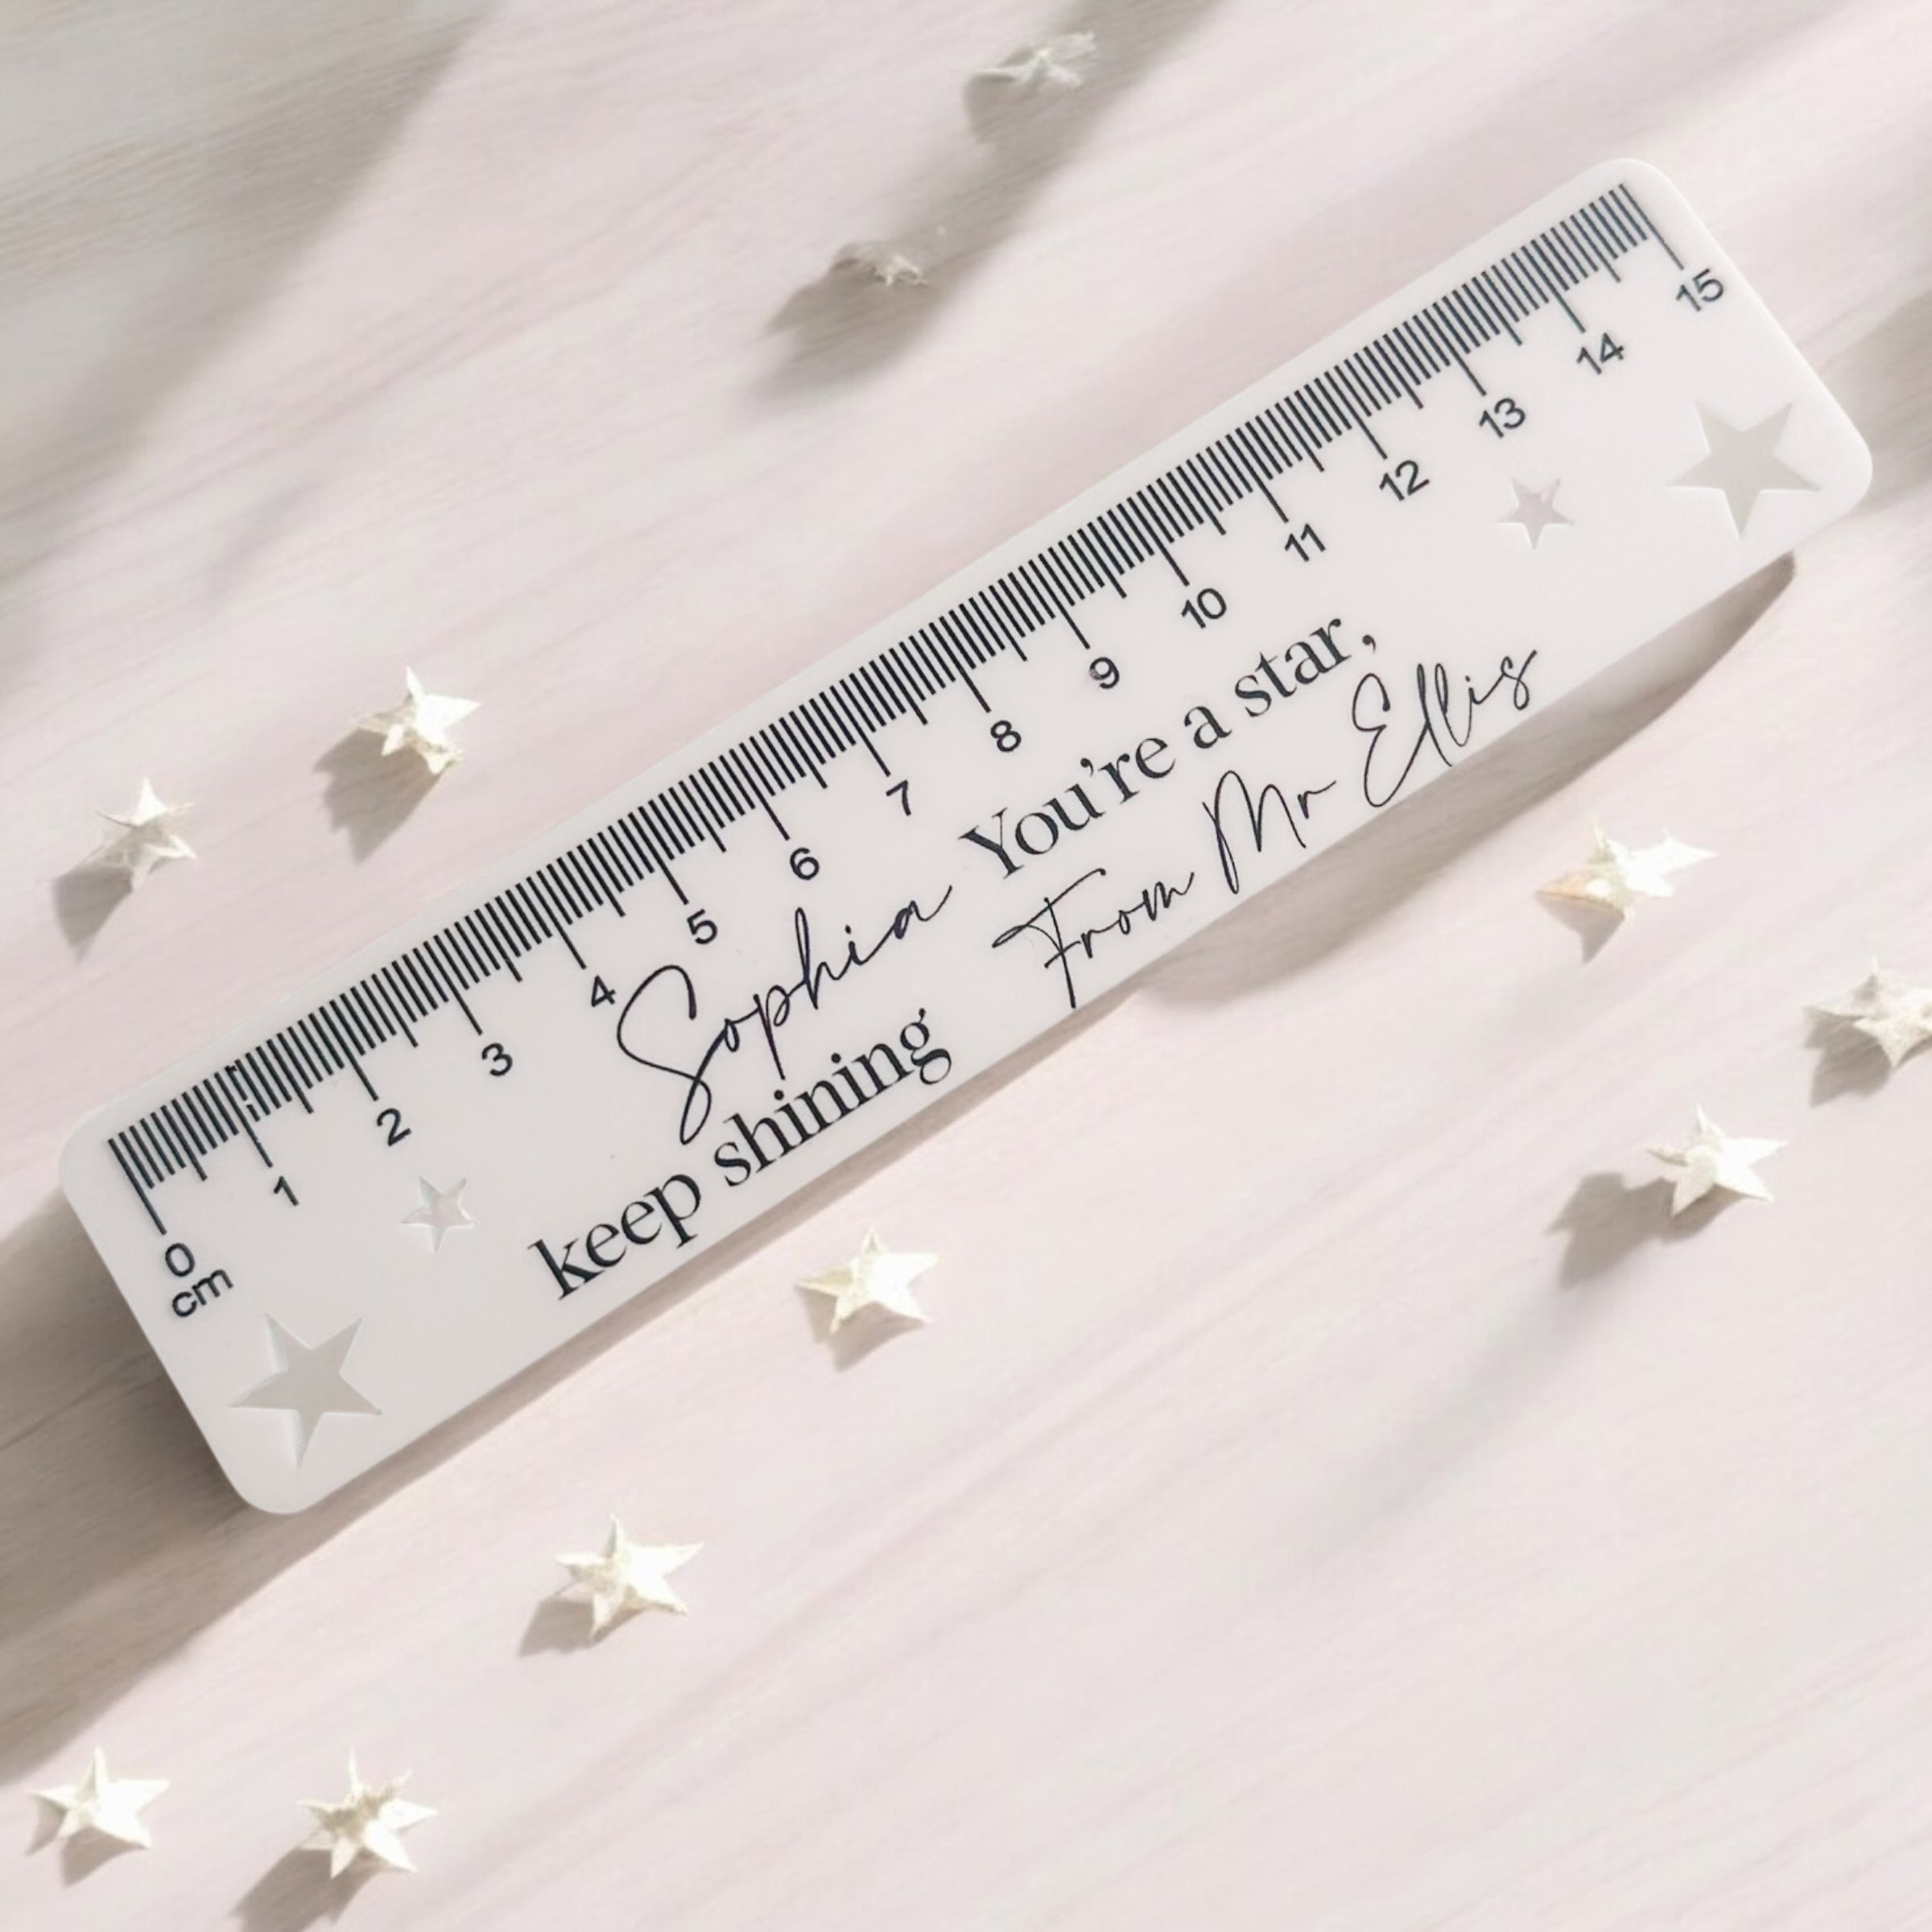 0 1 2 3 4 5 6 7 8 9 10 11 12 13 14 15
cm
Sophia You're a star,
keep shining From Mr Ellis